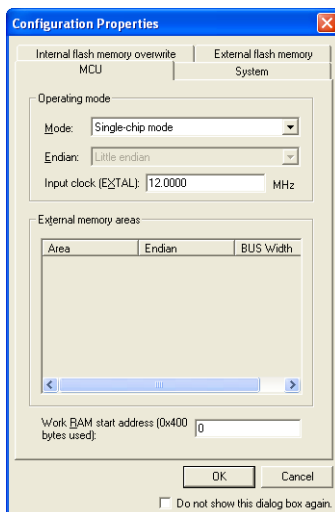 Configuration Properties
Internal flash memory overwrite External flash memory
MCU System
Operating mode
Mode: Single-chip mode
Endian: Little endian
Input clock (EXTAL): 12.0000 MHz
External memory areas
Area Endian BUS Width
Work RAM start address (0x400
bytes used): 0
OK Cancel
Do not show this dialog box again.